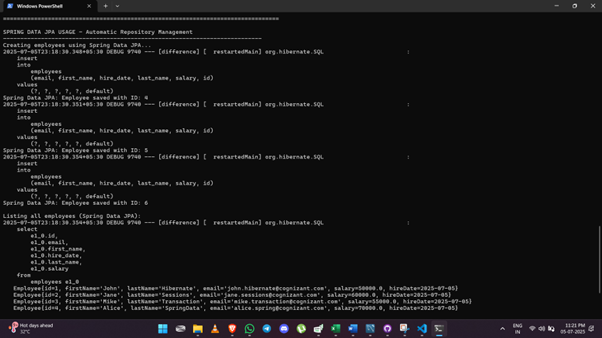 Windows PowerShell
================================================================================
SPRING DATA JPA USAGE - Automatic Repository Management
--------------------------------------------------------------------------------
Creating employees using Spring Data JPA...
2025-07-05T23:18:30.348+05:30 DEBUG 9740 --- [difference] [  restartedMain] org.hibernate.SQL                        :
    insert
    into
        employees
        (email, first_name, hire_date, last_name, salary, id)
    values
        (?, ?, ?, ?, ?, default)
Spring Data JPA: Employee saved with ID: 4
2025-07-05T23:18:30.351+05:30 DEBUG 9740 --- [difference] [  restartedMain] org.hibernate.SQL                        :
    insert
    into
        employees
        (email, first_name, hire_date, last_name, salary, id)
    values
        (?, ?, ?, ?, ?, default)
Spring Data JPA: Employee saved with ID: 5
2025-07-05T23:18:30.354+05:30 DEBUG 9740 --- [difference] [  restartedMain] org.hibernate.SQL                        :
    insert
    into
        employees
        (email, first_name, hire_date, last_name, salary, id)
    values
        (?, ?, ?, ?, ?, default)
Spring Data JPA: Employee saved with ID: 6
Listing all employees (Spring Data JPA):
2025-07-05T23:18:30.354+05:30 DEBUG 9740 --- [difference] [  restartedMain] org.hibernate.SQL                        :
    select
        e1_0.id,
        e1_0.email,
        e1_0.first_name,
        e1_0.hire_date,
        e1_0.last_name,
        e1_0.salary
    from
        employees e1_0
   Employee{id=1, firstName='John', lastName='Hibernate', email='john.hibernate@cognizant.com', salary=50000.0, hireDate=2025-07-05}
   Employee{id=2, firstName='Jane', lastName='Sessions', email='jane.sessions@cognizant.com', salary=60000.0, hireDate=2025-07-05}
   Employee{id=3, firstName='Mike', lastName='Transaction', email='mike.transaction@cognizant.com', salary=55000.0, hireDate=2025-07-05}
   Employee{id=4, firstName='Alice', lastName='SpringData', email='alice.spring@cognizant.com', salary=70000.0, hireDate=2025-07-05}
Hot days ahead
32°C
ENG
IN
11:21 PM
05-07-2025